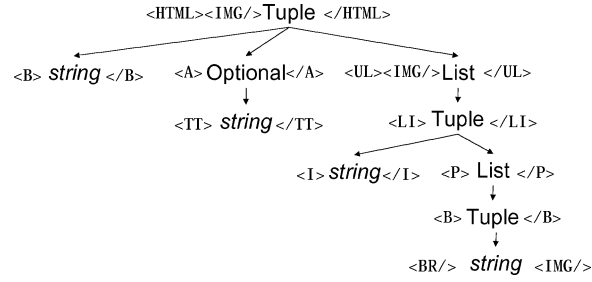 <HTML><IMG/>Tuple </HTML>
<B> string </B> <A>Optional</A> <UL><IMG/>List </UL>
<TT> string </TT> <LI> Tuple </LI>
<I> string </I> <P> List </P>
<B> Tuple </B>
<BR/> string <IMG/>